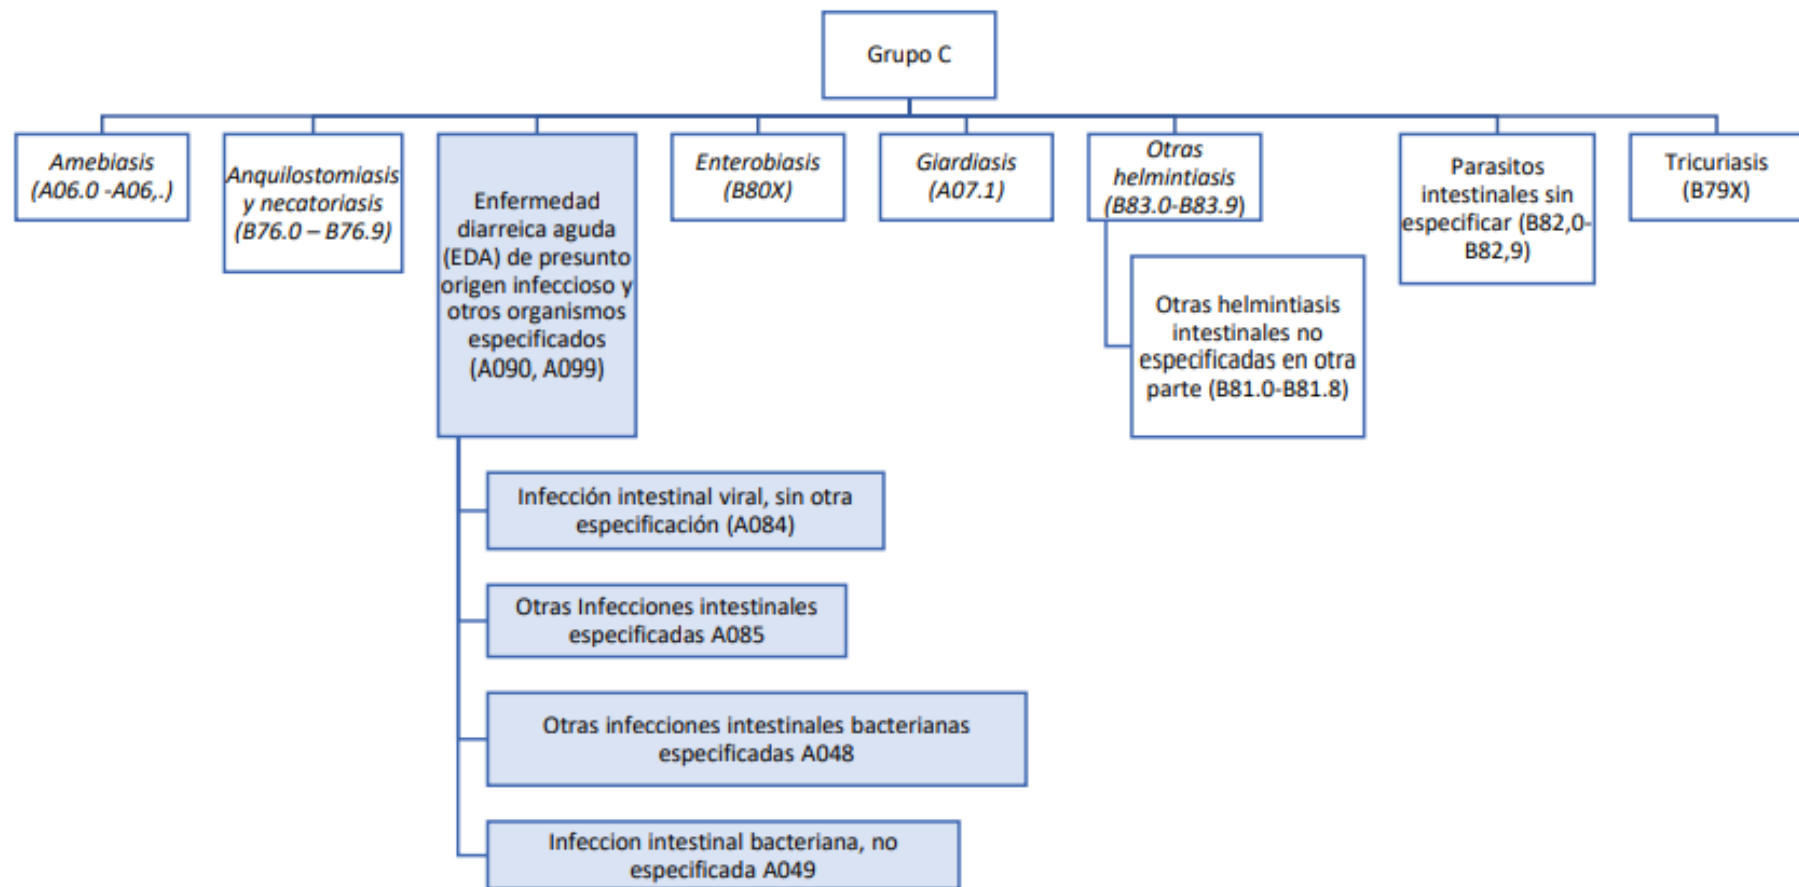 Grupo C
Amebiasis
(A06.0 -A06,.)
Anquilostomiasis
y necatoriasis
(B76.0 – B76.9)
Enfermedad
diarreica aguda
(EDA) de presunto
origen infeccioso y
otros organismos
especificados
(A090, A099)
Enterobiasis
(B80X)
Giardiasis
(A07.1)
Otras
helmintiasis
(B83.0-B83.9)
Parasitos
intestinales sin
especificar (B82,0-
B82,9)
Tricuriasis
(B79X)
Otras helmintiasis
intestinales no
especificadas en otra
parte (B81.0-B81.8)
Infección intestinal viral, sin otra
especificación (A084)
Otras Infecciones intestinales
especificadas A085
Otras infecciones intestinales bacterianas
especificadas A048
Infeccion intestinal bacteriana, no
especificada A049